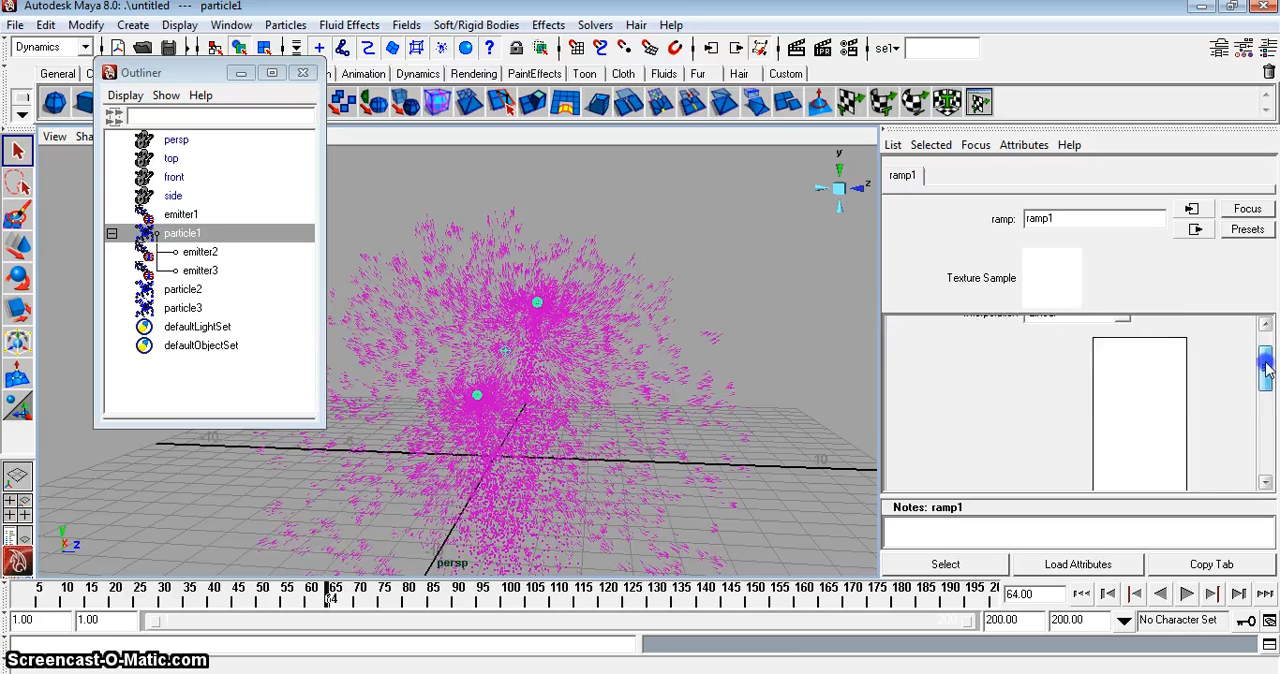 Autodesk Maya 8.0: .\untitled --- particle1
File Edit Modify Create Display Window Particles Fluid Effects Fields Soft/Rigid Bodies Effects Solvers Hair Help
Dynamics sel
General Animation Dynamics Rendering PaintEffects Toon Cloth Fluids Fur Hair Custom
Outliner
Display Show Help
persp
top
front
side
emitter1
particle1
emitter2
emitter3
particle2
particle3
defaultLightSet
defaultObjectSet
View Sha
y
z
-10
10
persp
Y
X Z
List Selected Focus Attributes Help
ramp1
ramp: ramp1 Focus
Presets
Texture Sample
Notes: ramp1
Select Load Attributes Copy Tab
5 10 15 20 25 30 35 40 45 50 55 60 65 70 75 80 85 90 95 100 105 110 115 120 125 130 135 140 145 150 155 160 165 170 175 180 185 190 195 2
64
64.00
1.00 1.00 200 200.00 200.00 No Character Set
Screencast-O-Matic.com